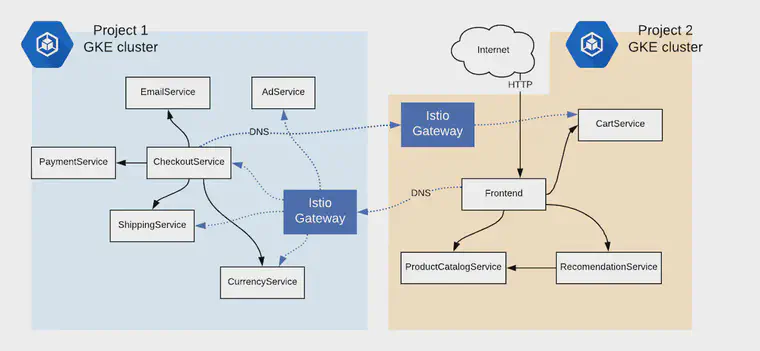 Project 1
GKE cluster
Project 2
GKE cluster
Internet
HTTP
EmailService
AdService
Istio
Gateway
CartService
DNS
PaymentService
CheckoutService
DNS
Frontend
Istio
Gateway
ShippingService
ProductCatalogService
RecomendationService
CurrencyService